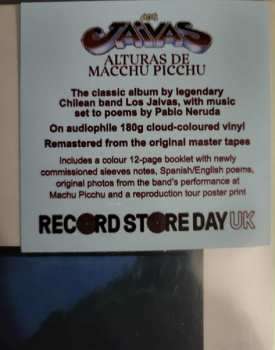 LOS
JAIVAS
ALTURAS DE
MACCHU PICCHU
The classic album by legendary
Chilean band Los Jaivas, with music
set to poems by Pablo Neruda
On audiophile 180g cloud-coloured vinyl
Remastered from the original master tapes
Includes a colour 12-page booklet with newly
commissioned sleeves notes, Spanish/English poems,
original photos from the band's performance at
Machu Picchu and a reproduction tour poster print
RECORD STORE DAY UK